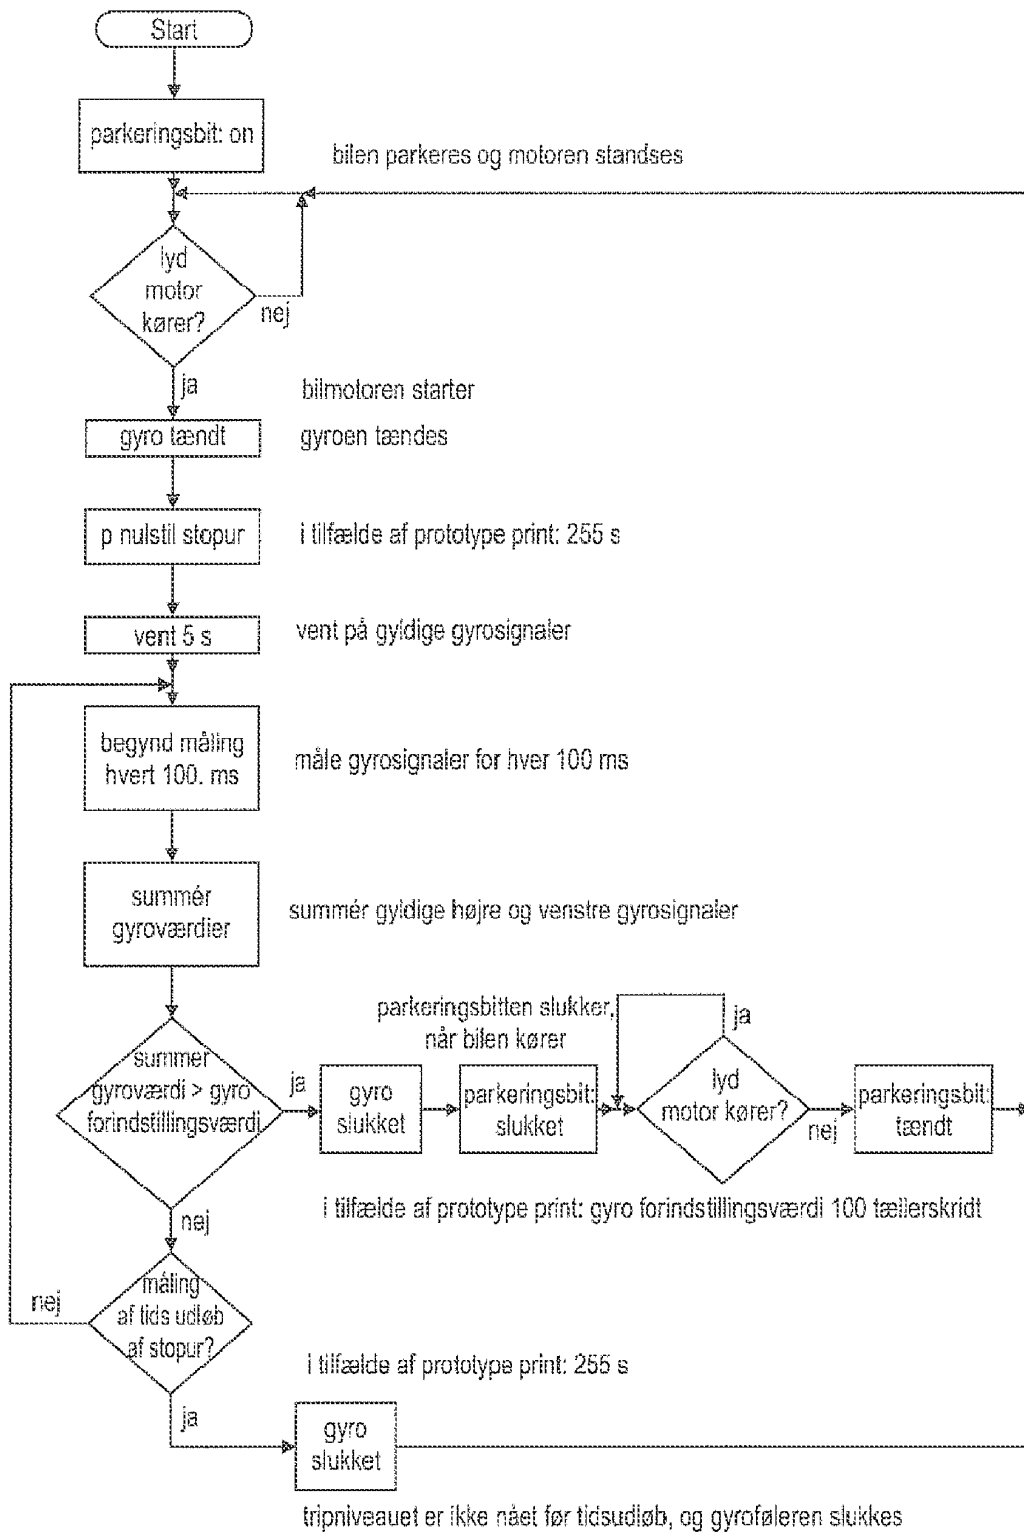 Start
parkeringsbit: on
bilen parkeres og motoren standses
lyd
motor
kører?
nej
ja
bilmotoren starter
gyro tændt
gyroen tændes
p nulstil stopur
i tilfælde af prototype print: 255 s
vent 5 s
vent på gyldige gyrosignaler
begynd måling
hvert 100. ms
måle gyrosignaler for hver 100 ms
summér
gyroværdier
summér gyldige højre og venstre gyrosignaler
parkeringsbitten slukker,
når bilen kører
ja
summer
gyroværdi > gyro
forindstillingsværdi
ja
gyro
slukket
parkeringsbit:
slukket
lyd
motor kører?
nej
parkeringsbit:
tændt
i tilfælde af prototype print: gyro forindstillingsværdi 100 tællerskridt
nej
måling
af tids udløb
af stopur?
nej
i tilfælde af prototype print: 255 s
ja
gyro
slukket
tripniveauet er ikke nået før tidsudløb, og gyroføleren slukkes